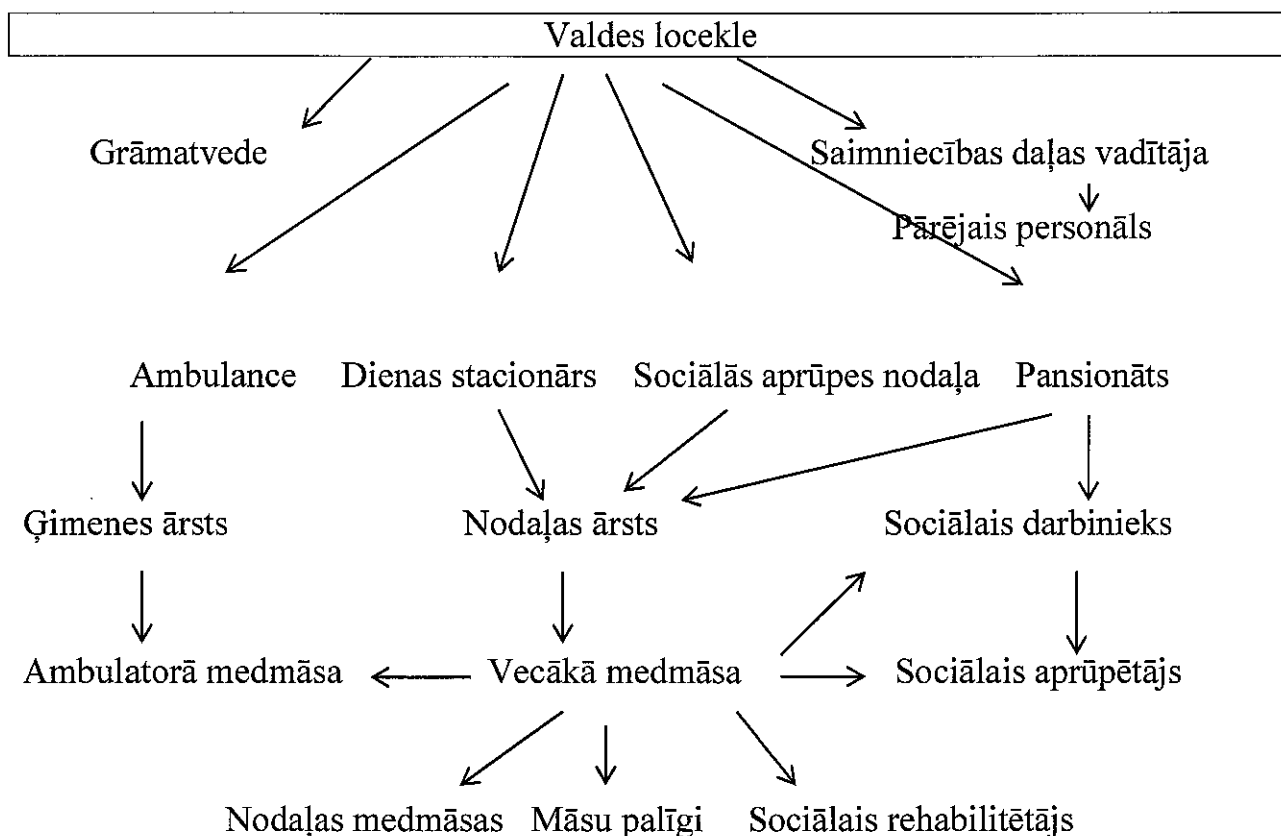 Valdes locekle
Grāmatvede
Saimniecības daļas vadītāja
Pārējais personāls
Ambulance Dienas stacionārs Sociālās aprūpes nodaļa Pansionāts
Ģimenes ārsts Nodaļas ārsts Sociālais darbinieks
Ambulatorā medmāsa Vecākā medmāsa Sociālais aprūpētājs
Nodaļas medmāsas Māsu palīgi Sociālais rehabilitētājs